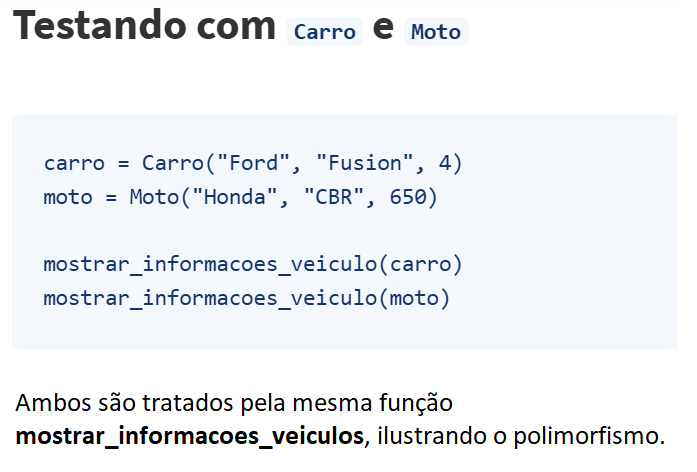 Testando com Carro e Moto
carro = Carro("Ford", "Fusion", 4)
moto = Moto("Honda", "CBR", 650)
mostrar_informacoes_veiculo(carro)
mostrar_informacoes_veiculo(moto)
Ambos são tratados pela mesma função
mostrar_informacoes_veiculos, ilustrando o polimorfismo.